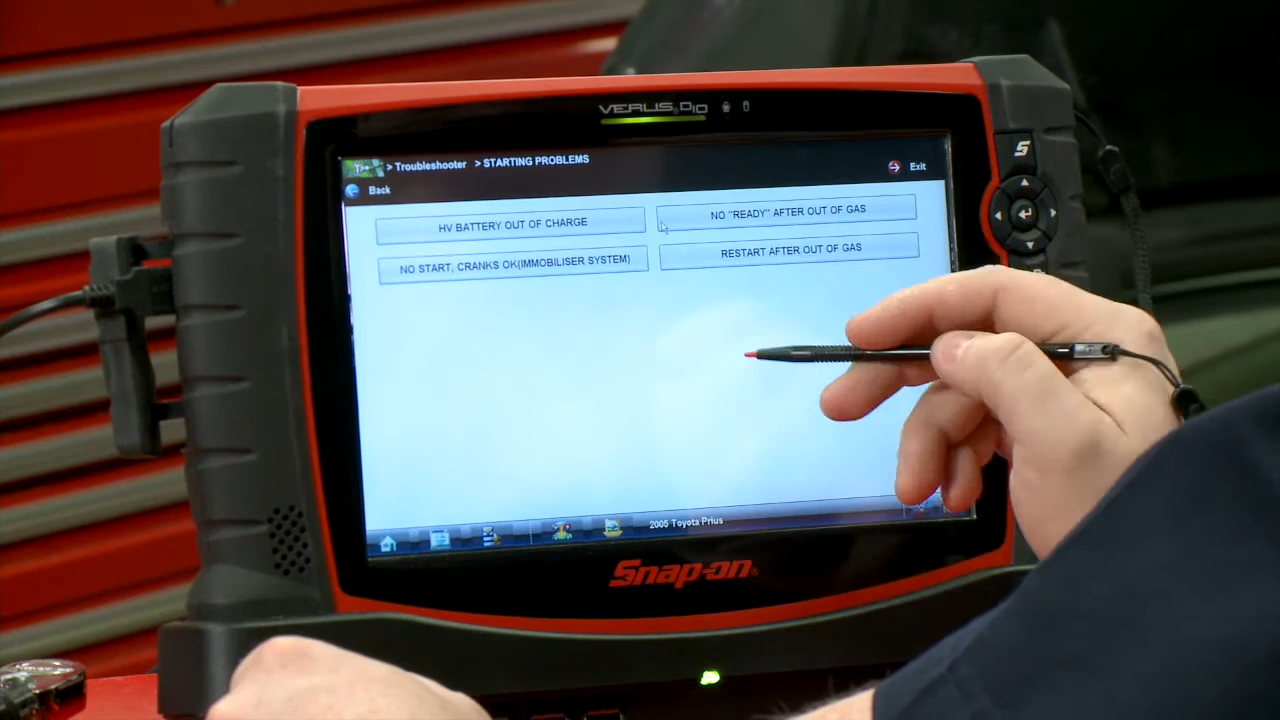 VERUS D10
> Troubleshooter > STARTING PROBLEMS
Exit
Back
HV BATTERY OUT OF CHARGE
NO "READY" AFTER OUT OF GAS
NO START, CRANKS OK(IMMOBILISER SYSTEM)
RESTART AFTER OUT OF GAS
2005 Toyota Prius
Snap-on
S